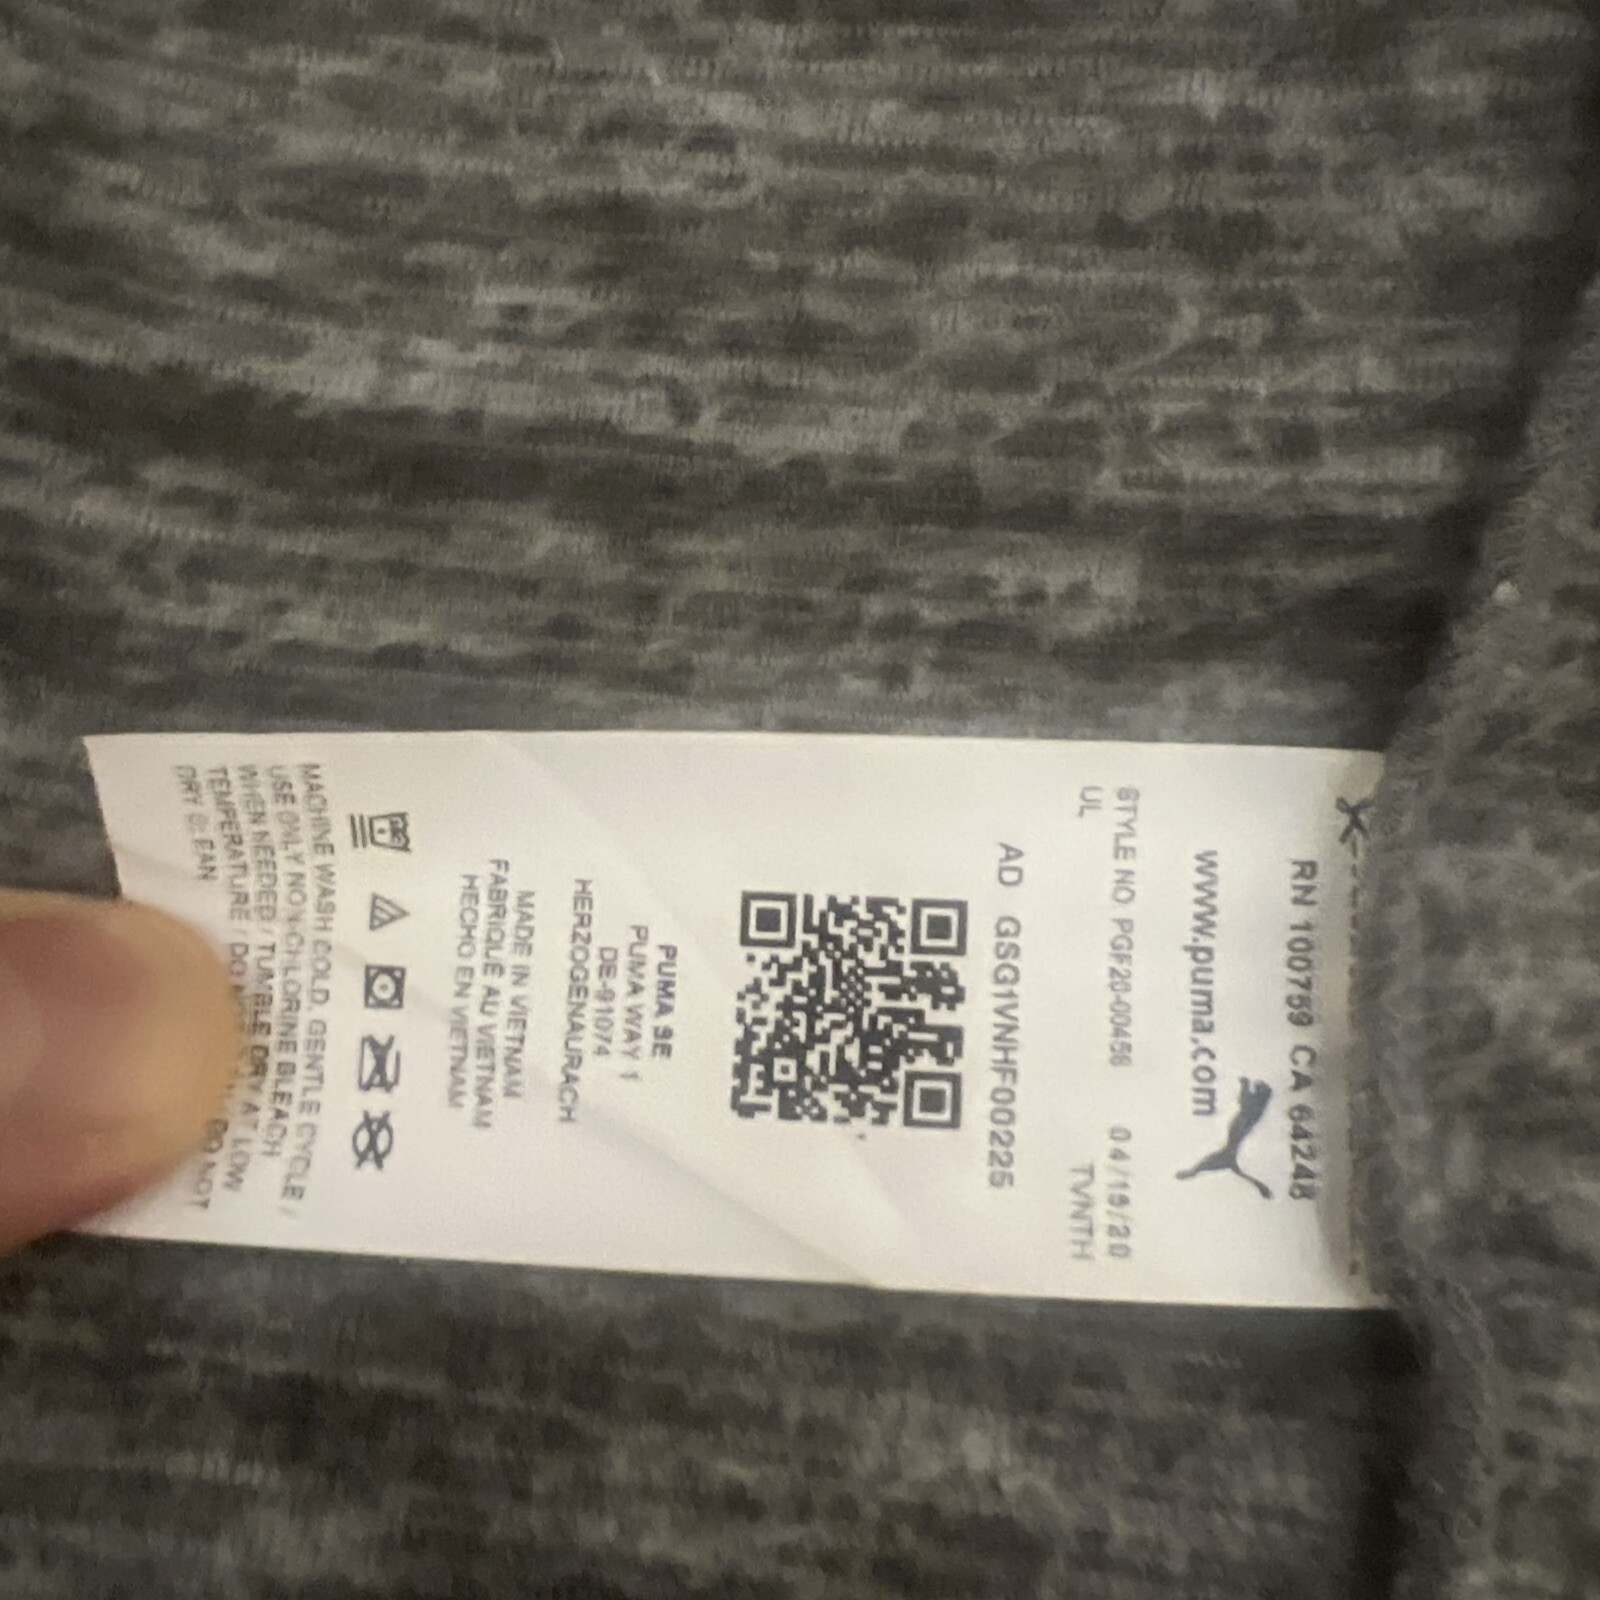 RN 100759 CA 64248
www.puma.com
STYLE NO PGF20-00456 04/19/20
UL TVNTH
AD GSG1VNHF00225
PUMA SE
PUMA WAY 1
DE-91074
HERZOGENAURACH
MADE IN VIETNAM
FABRIQUE AU VIETNAM
HECHO EN VIETNAM
MACHINE WASH COLD, GENTLE CYCLE /
USE ONLY NON-CHLORINE BLEACH
WHEN NEEDED / TUMBLE DRY AT LOW
TEMPERATURE / DO NOT
DRY CLEAN